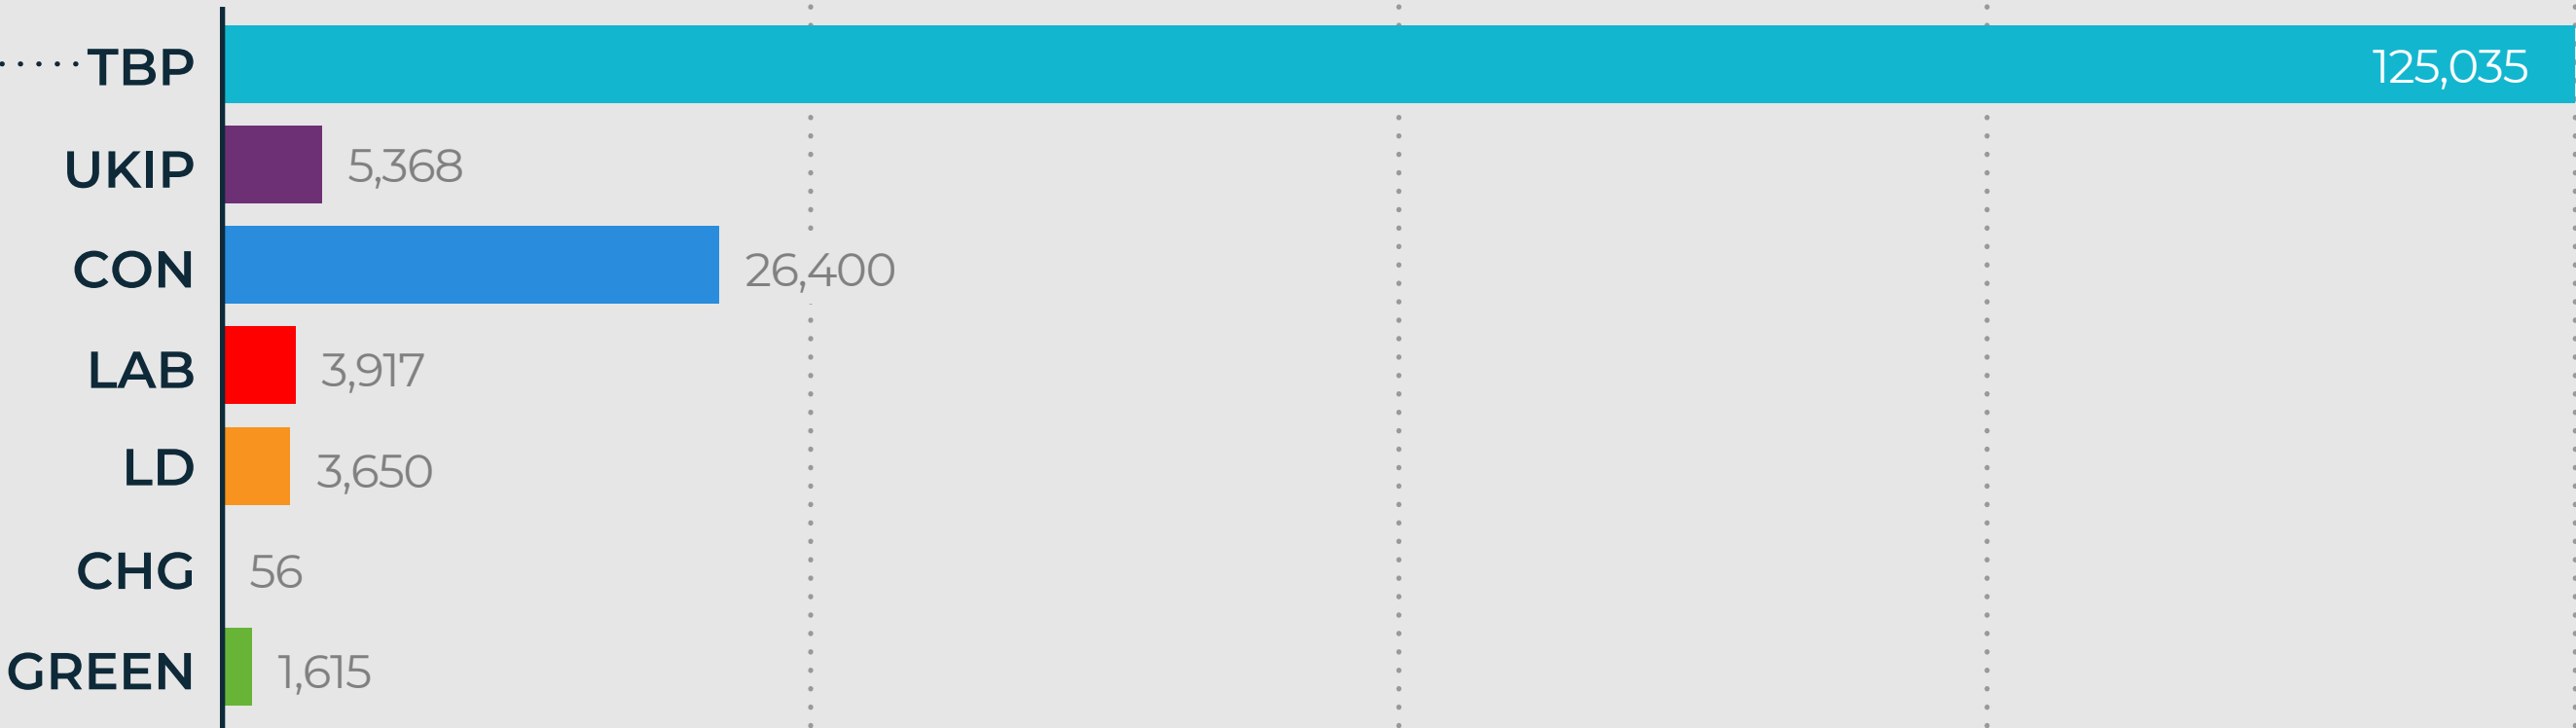 TBP 125,035
UKIP 5,368
CON 26,400
LAB 3,917
LD 3,650
CHG 56
GREEN 1,615